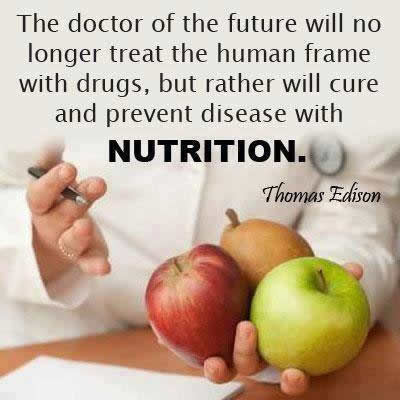 The doctor of the future will no
longer treat the human frame
with drugs, but rather will cure
and prevent disease with
NUTRITION.
Thomas Edison